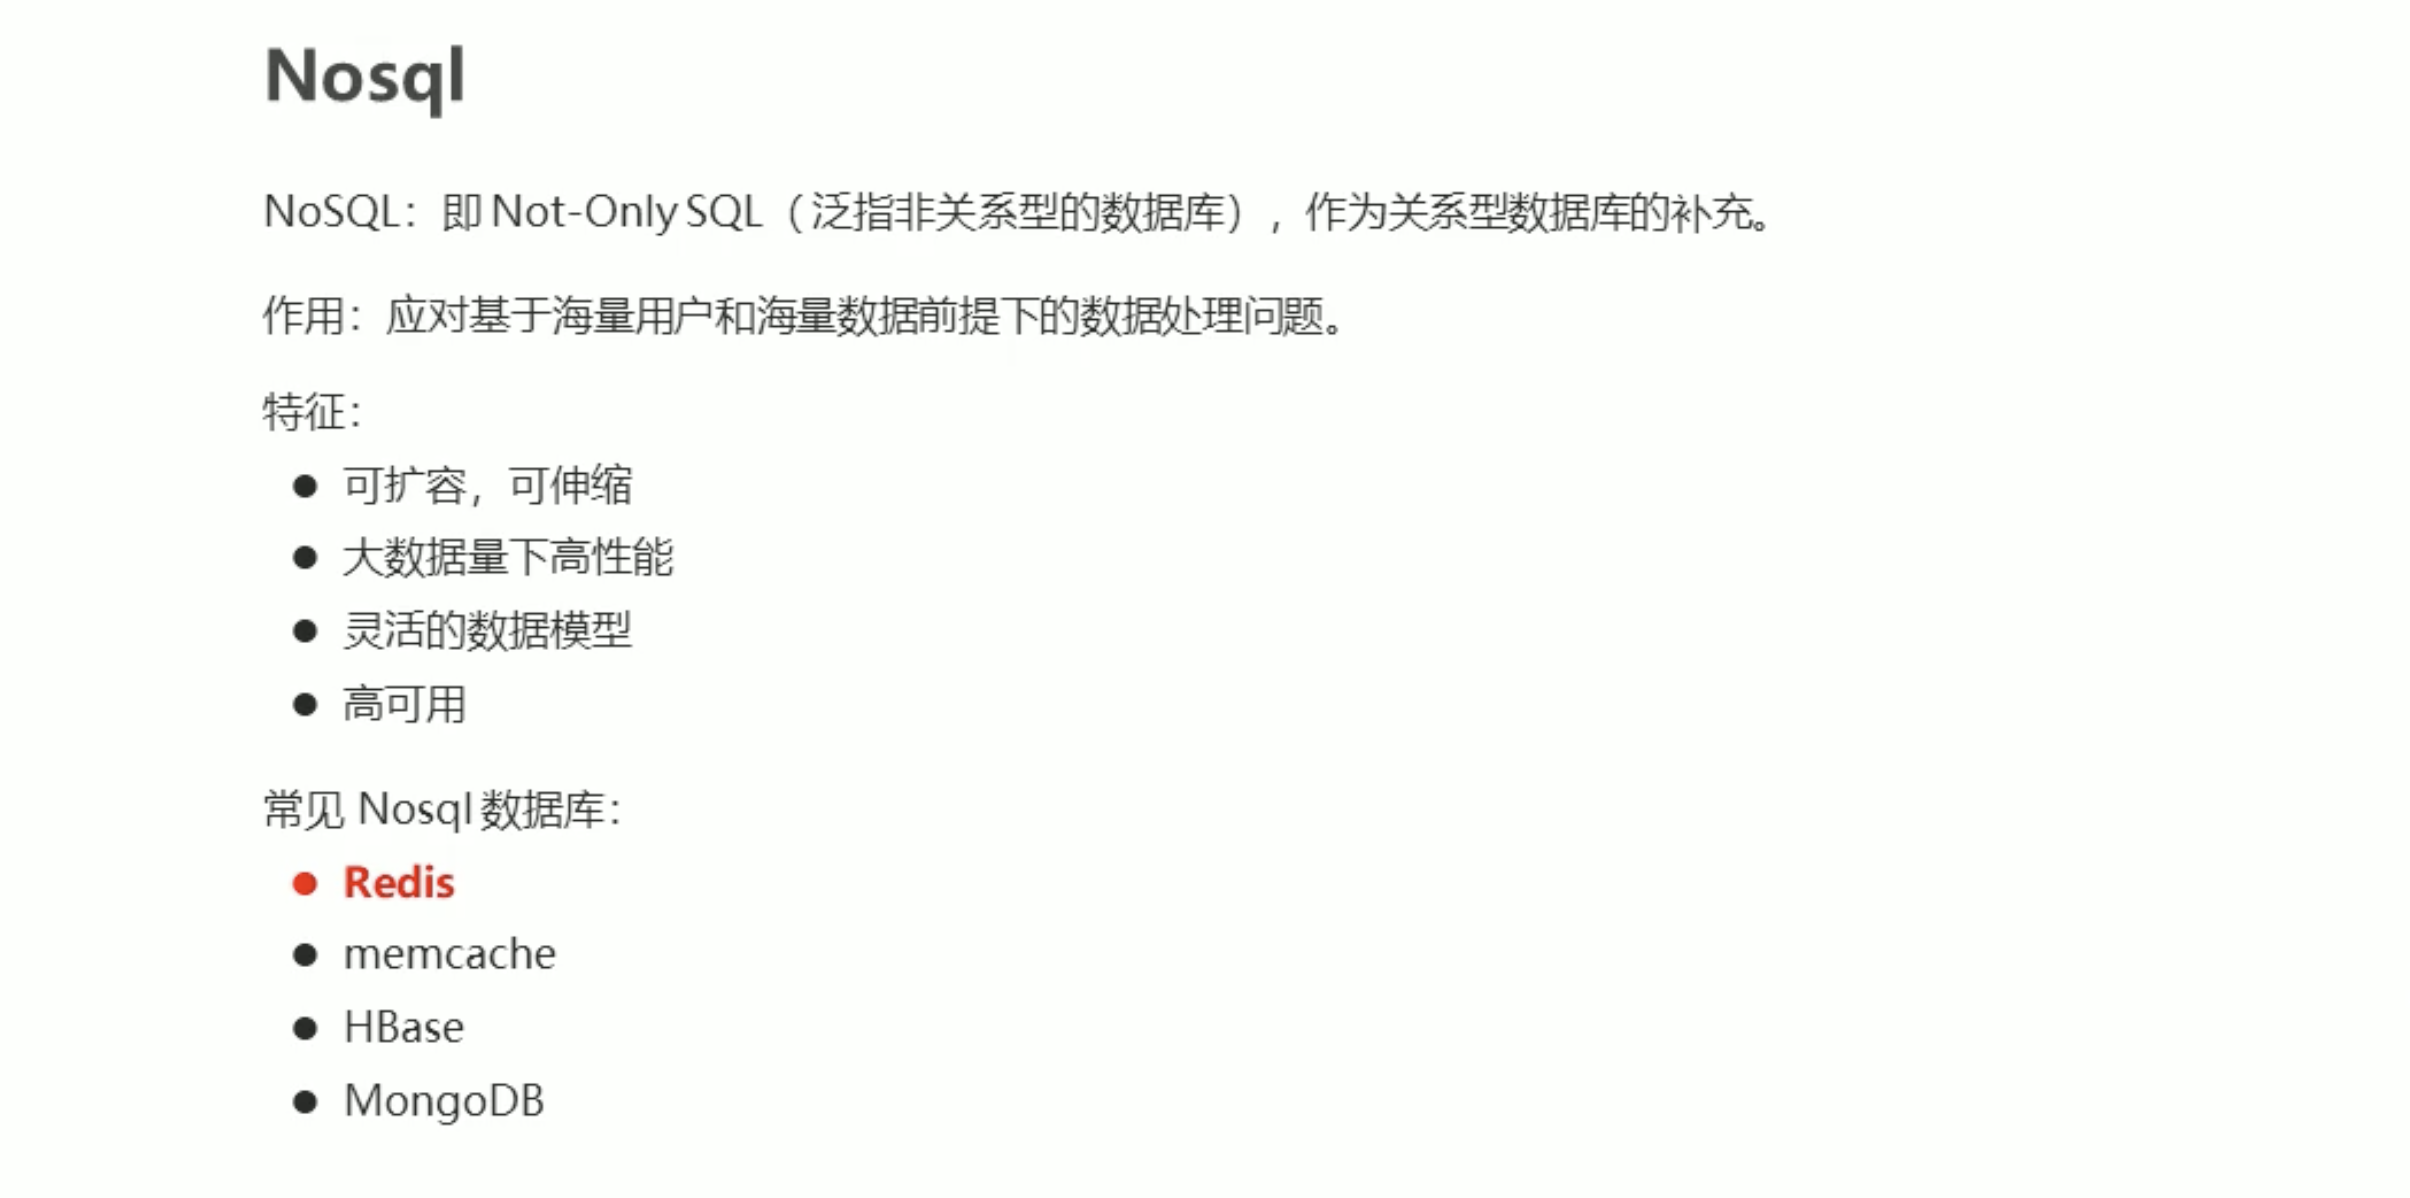 Nosql
NoSQL：即 Not-Only SQL（泛指非关系型的数据库），作为关系型数据库的补充。
作用：应对基于海量用户和海量数据前提下的数据处理问题。
特征：
● 可扩容，可伸缩
● 大数据量下高性能
● 灵活的数据模型
● 高可用
常见 Nosql 数据库：
● Redis
● memcache
● HBase
● MongoDB